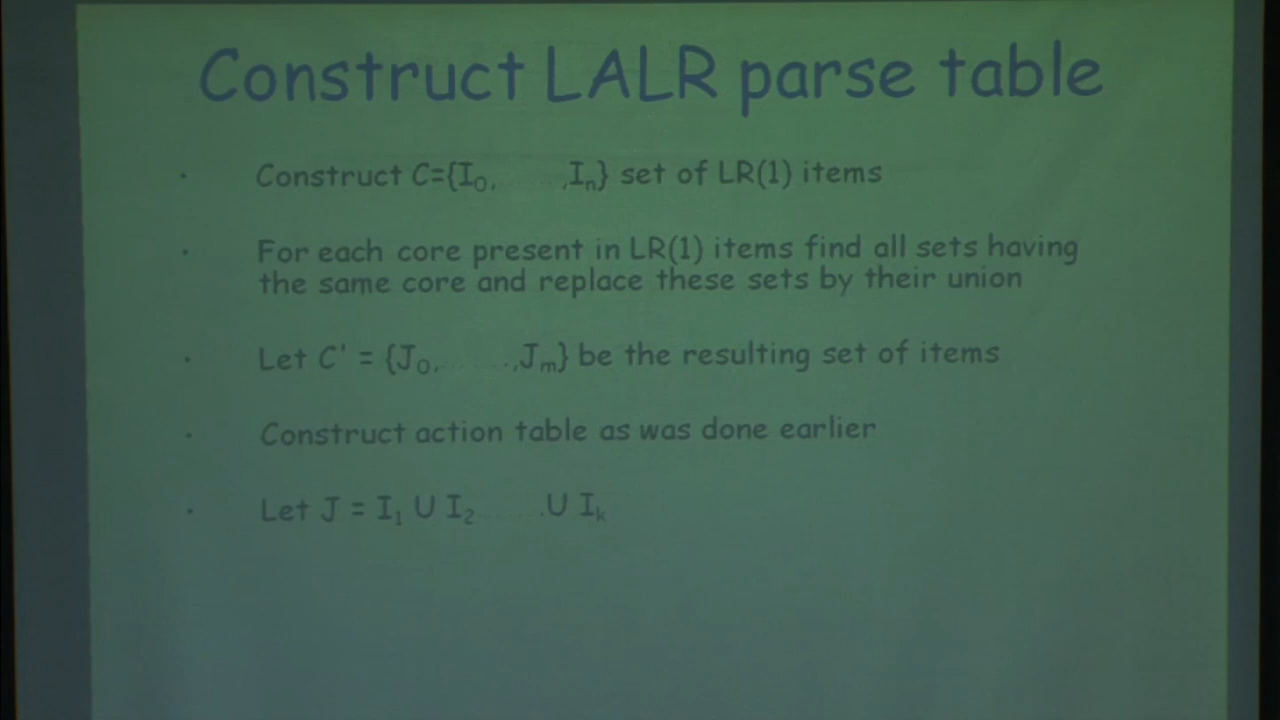 Construct LALR parse table
· Construct C={I₀,.......,Iₙ} set of LR(1) items
· For each core present in LR(1) items find all sets having
the same core and replace these sets by their union
· Let C' = {J₀,.......,Jₘ} be the resulting set of items
· Construct action table as was done earlier
· Let J = I₁ U I₂.......U Iₖ